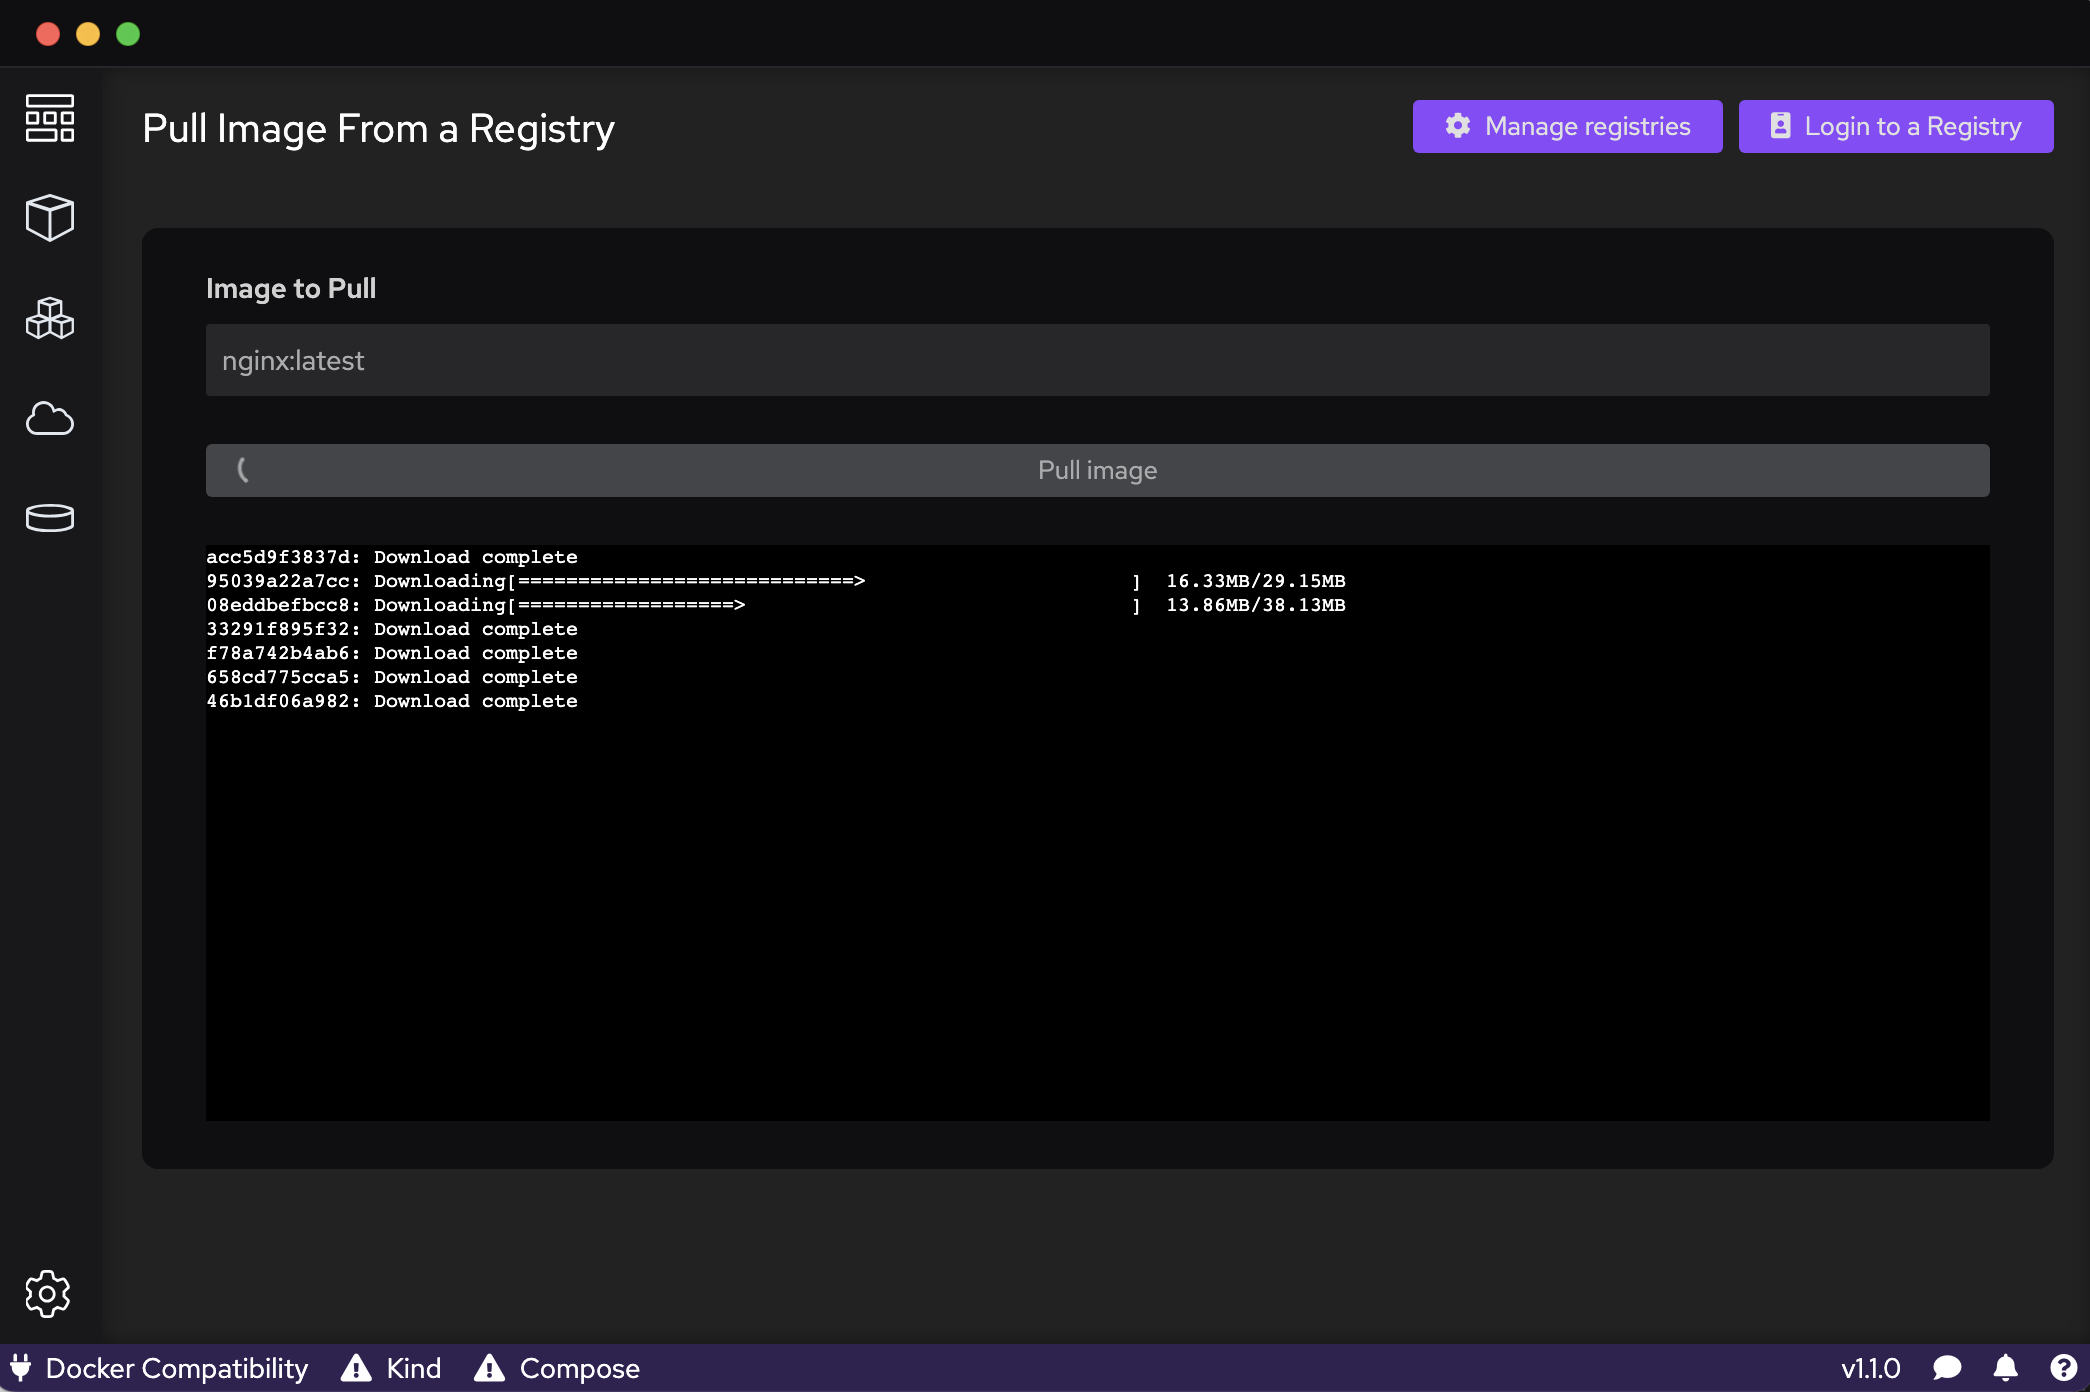 Pull Image From a Registry
Manage registries
Login to a Registry
Image to Pull
nginx:latest
Pull image
acc5d9f3837d: Download complete
95039a22a7cc: Downloading[============================>                      ]  16.33MB/29.15MB
08eddbefbcc8: Downloading[==================>                                ]  13.86MB/38.13MB
33291f895f32: Download complete
f78a742b4ab6: Download complete
658cd775cca5: Download complete
46b1df06a982: Download complete
Docker Compatibility
Kind
Compose
v1.1.0